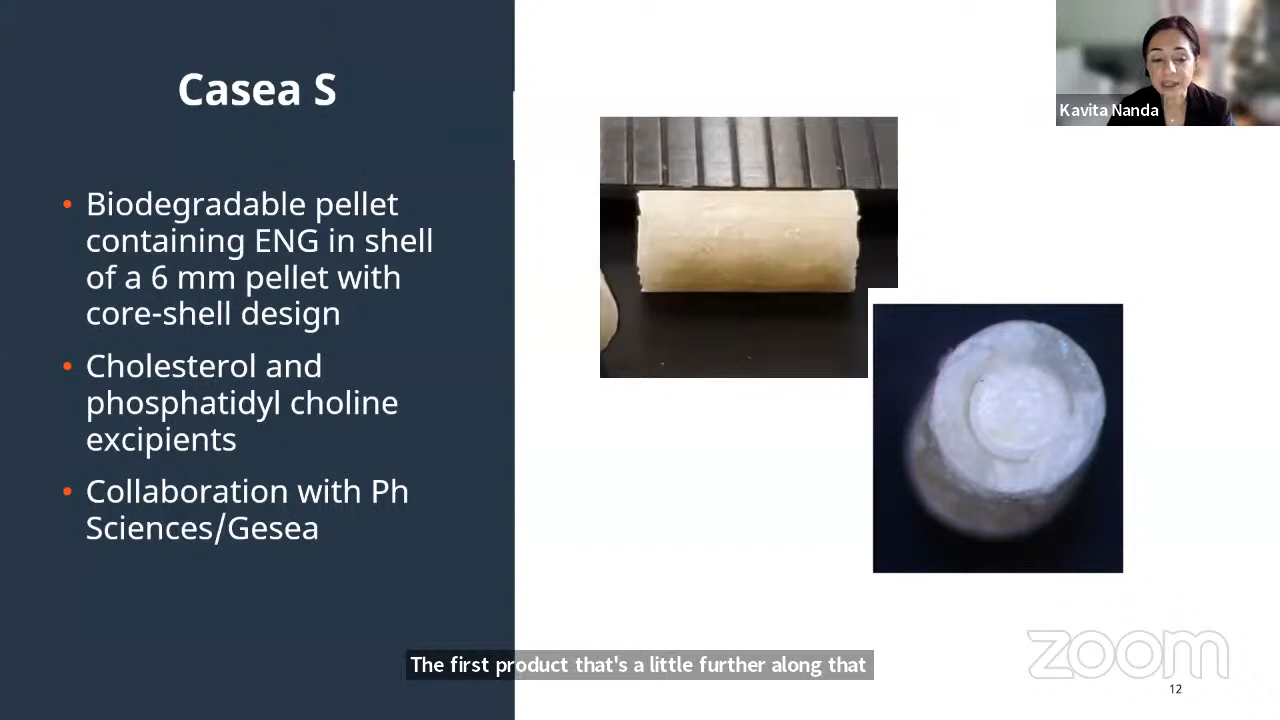 Casea S
• Biodegradable pellet
containing ENG in shell
of a 6 mm pellet with
core-shell design
• Cholesterol and
phosphatidyl choline
excipients
• Collaboration with Ph
Sciences/Gesea
Kavita Nanda
The first product that's a little further along that
zoom
12